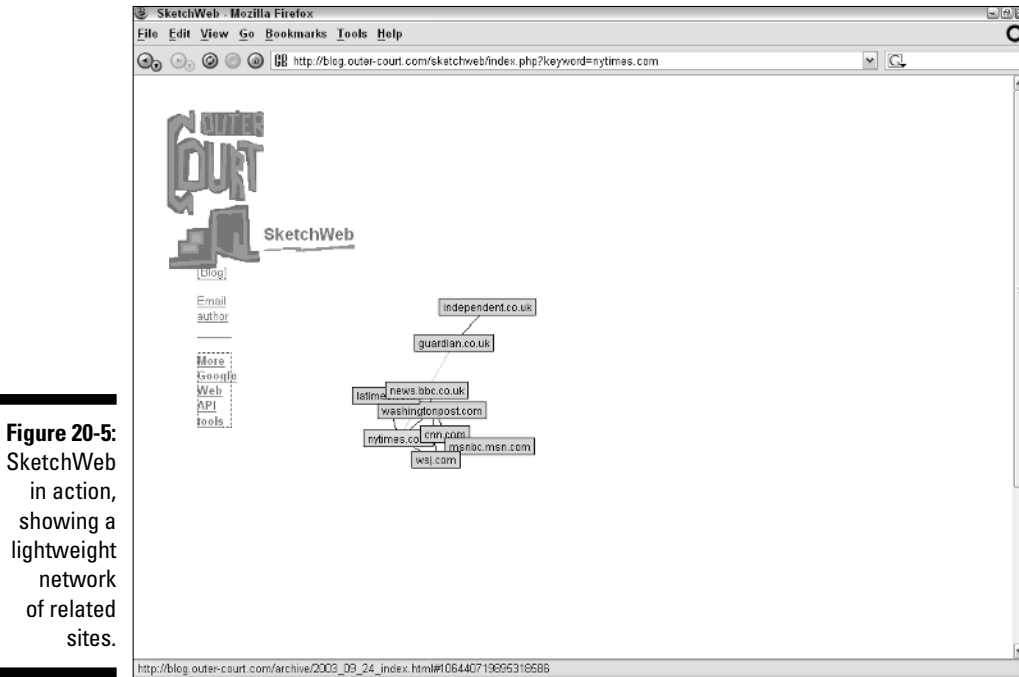 SketchWeb - Mozilla Firefox
File Edit View Go Bookmarks Tools Help
http://blog.outer-court.com/sketchweb/index.php?keyword=nytimes.com
OUTER
COURT
SketchWeb
[Blog]
Email
author
More
Google
Web
API
tools
independent.co.uk
guardian.co.uk
news.bbc.co.uk
latime
washingtonpost.com
nytimes.co
cnn.com
msnbc.msn.com
wsj.com
Figure 20-5:
SketchWeb
in action,
showing a
lightweight
network
of related
sites.
http://blog.outer-court.com/archive/2003_09_24_index.html#106440719895318586